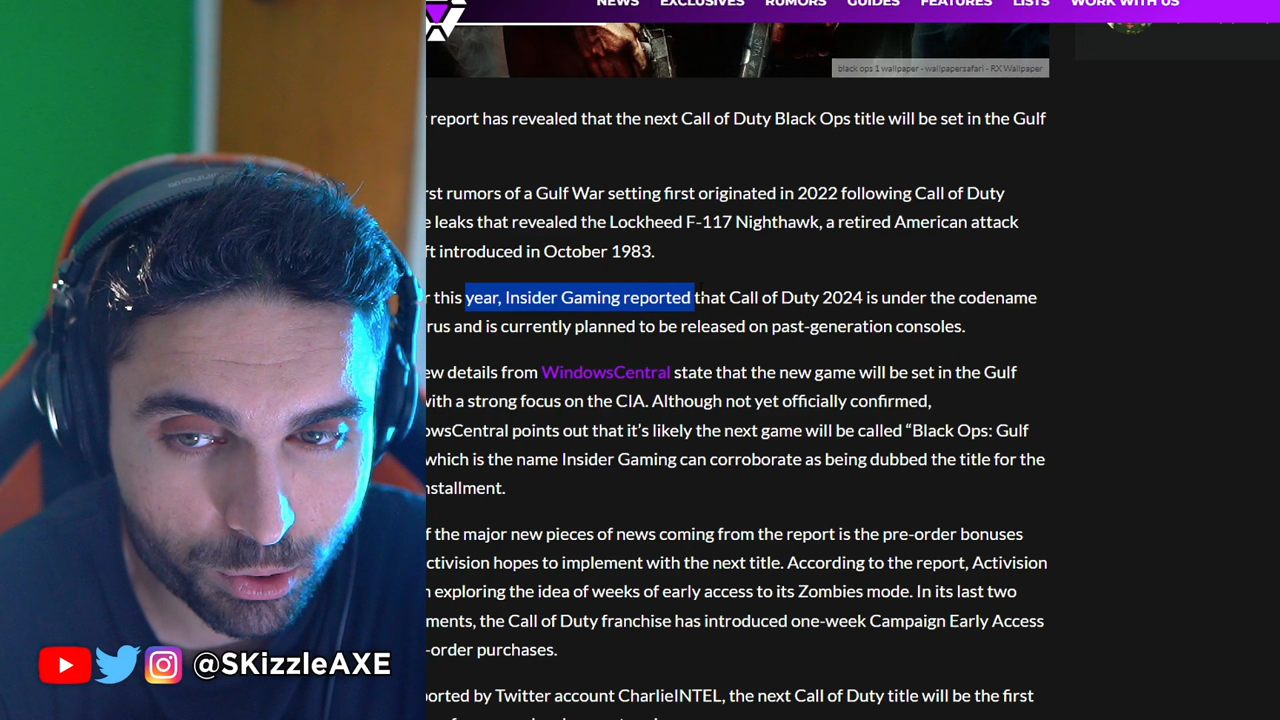 NEWS EXCLUSIVES RUMORS GUIDES FEATURES LISTS WORK WITH US
black ops 1 wallpaper - wallpapersafari - RX Wallpaper
report has revealed that the next Call of Duty Black Ops title will be set in the Gulf
rst rumors of a Gulf War setting first originated in 2022 following Call of Duty
e leaks that revealed the Lockheed F-117 Nighthawk, a retired American attack
ft introduced in October 1983.
r this year, Insider Gaming reported that Call of Duty 2024 is under the codename
rus and is currently planned to be released on past-generation consoles.
ew details from WindowsCentral state that the new game will be set in the Gulf
with a strong focus on the CIA. Although not yet officially confirmed,
owsCentral points out that it's likely the next game will be called “Black Ops: Gulf
which is the name Insider Gaming can corroborate as being dubbed the title for the
nstallment.
f the major new pieces of news coming from the report is the pre-order bonuses
ctivision hopes to implement with the next title. According to the report, Activision
n exploring the idea of weeks of early access to its Zombies mode. In its last two
ments, the Call of Duty franchise has introduced one-week Campaign Early Access
-order purchases.
@SKizzleAXE
ported by Twitter account CharlieINTEL, the next Call of Duty title will be the first